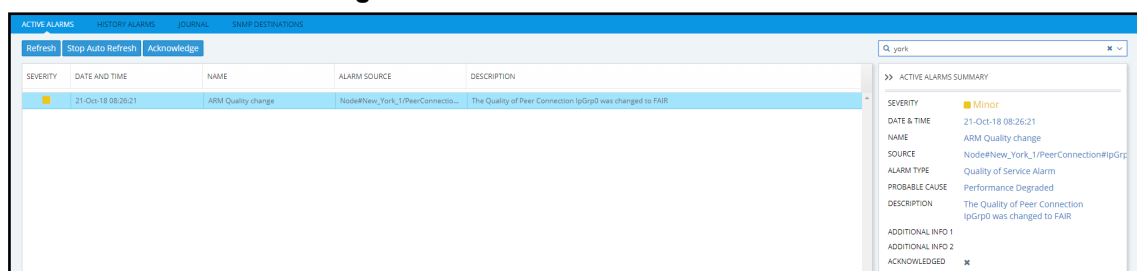 ACTIVE ALARMS HISTORY ALARMS JOURNAL SNMP DESTINATIONS
Refresh Stop Auto Refresh Acknowledge
york
SEVERITY DATE AND TIME NAME ALARM SOURCE DESCRIPTION
21-Oct-18 08:26:21 ARM Quality change Node#New_York_1/PeerConnectio... The Quality of Peer Connection IpGrp0 was changed to FAIR
>> ACTIVE ALARMS SUMMARY
SEVERITY Minor
DATE & TIME 21-Oct-18 08:26:21
NAME ARM Quality change
SOURCE Node#New_York_1/PeerConnection#IpGrp
ALARM TYPE Quality of Service Alarm
PROBABLE CAUSE Performance Degraded
DESCRIPTION The Quality of Peer Connection
IpGrp0 was changed to FAIR
ADDITIONAL INFO 1
ADDITIONAL INFO 2
ACKNOWLEDGED